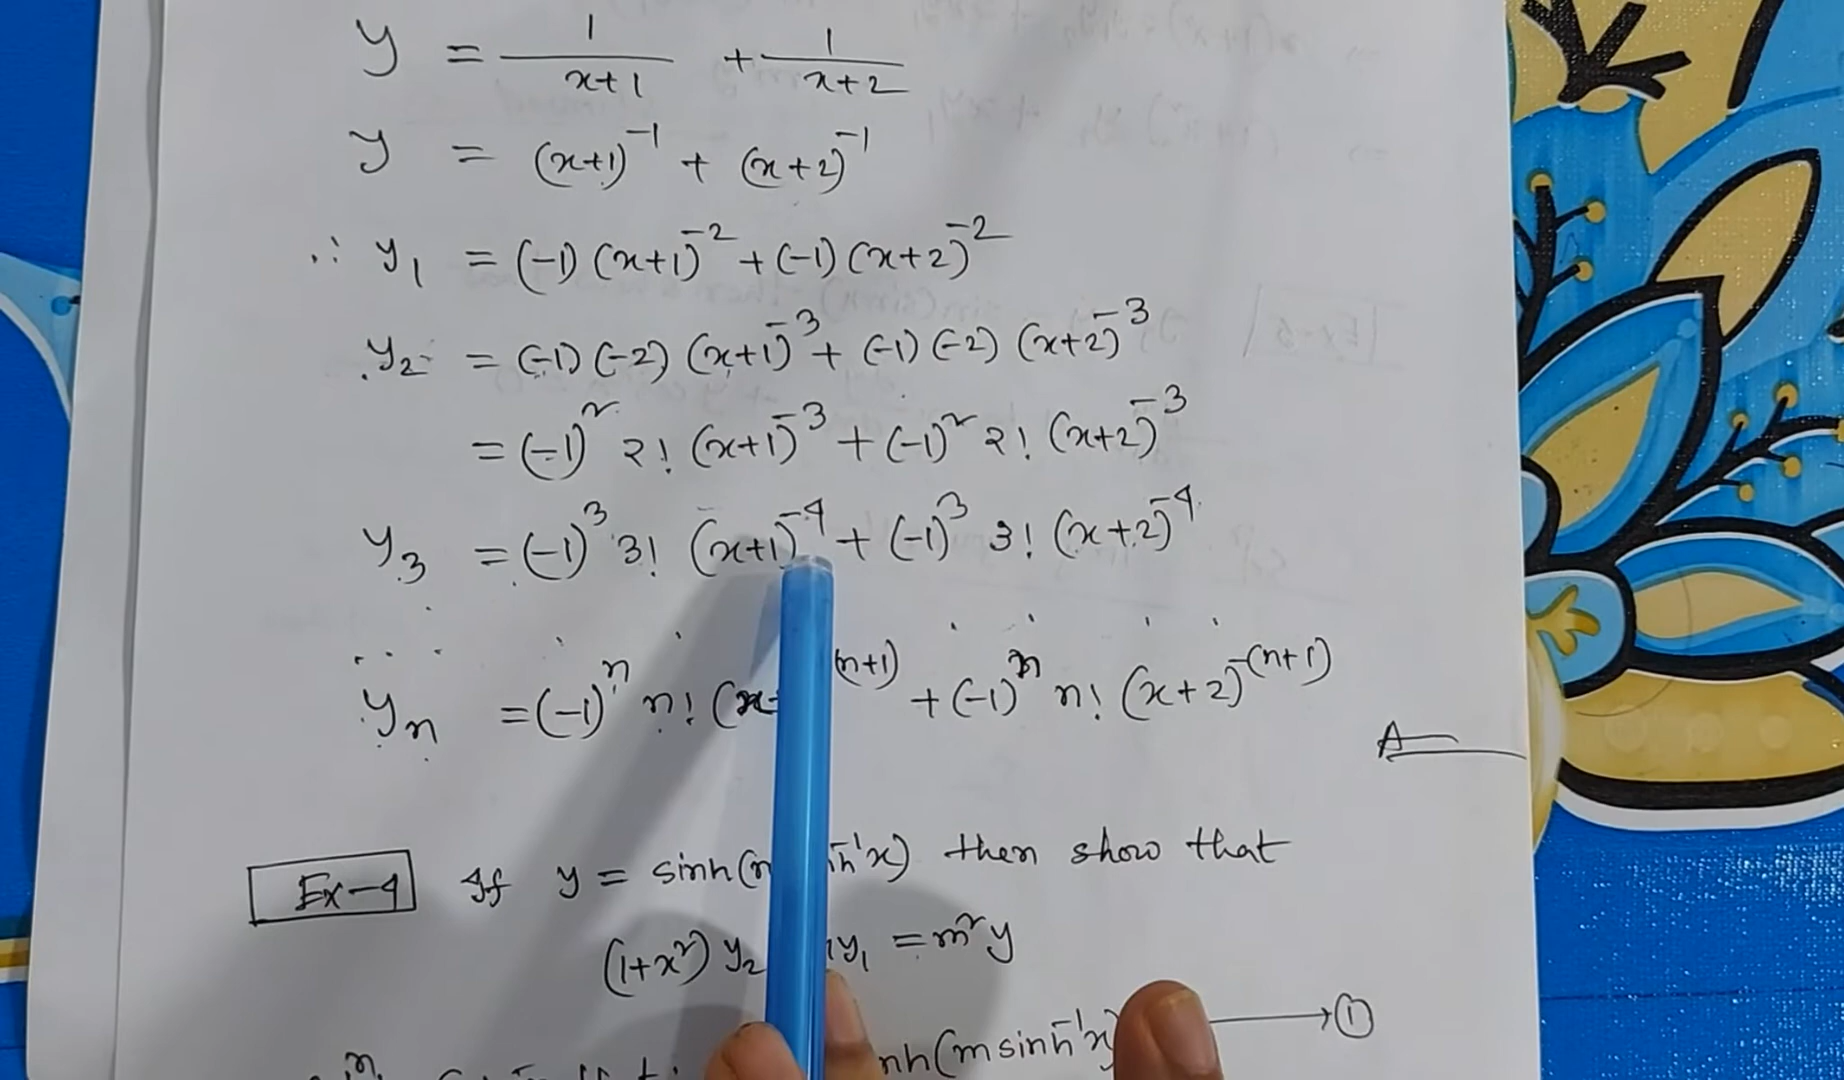 y = 1/(x+1) + 1/(x+2)
y = (x+1)⁻¹ + (x+2)⁻¹
∴ y₁ = (-1)(x+1)⁻² + (-1)(x+2)⁻²
y₂ = (-1)(-2)(x+1)⁻³ + (-1)(-2)(x+2)⁻³
= (-1)² 2! (x+1)⁻³ + (-1)² 2! (x+2)⁻³
y₃ = (-1)³ 3! (x+1)⁻⁴ + (-1)³ 3! (x+2)⁻⁴
yₙ = (-1)ⁿ n! (x (n+1) + (-1)ⁿ n! (x+2)^-(n+1)
A
Ex-4 If y = sinh( x) then show that
(1+x²) y₂ y₁ = m²y
nh(m sinh⁻¹x) → ①